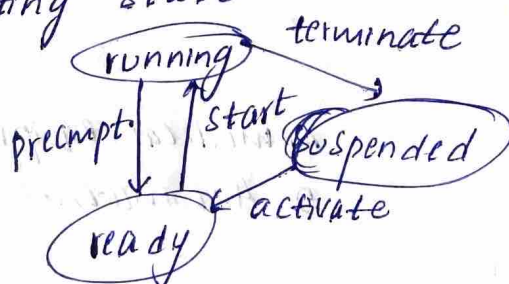 terminate
running
preempt
start
suspended
activate
ready